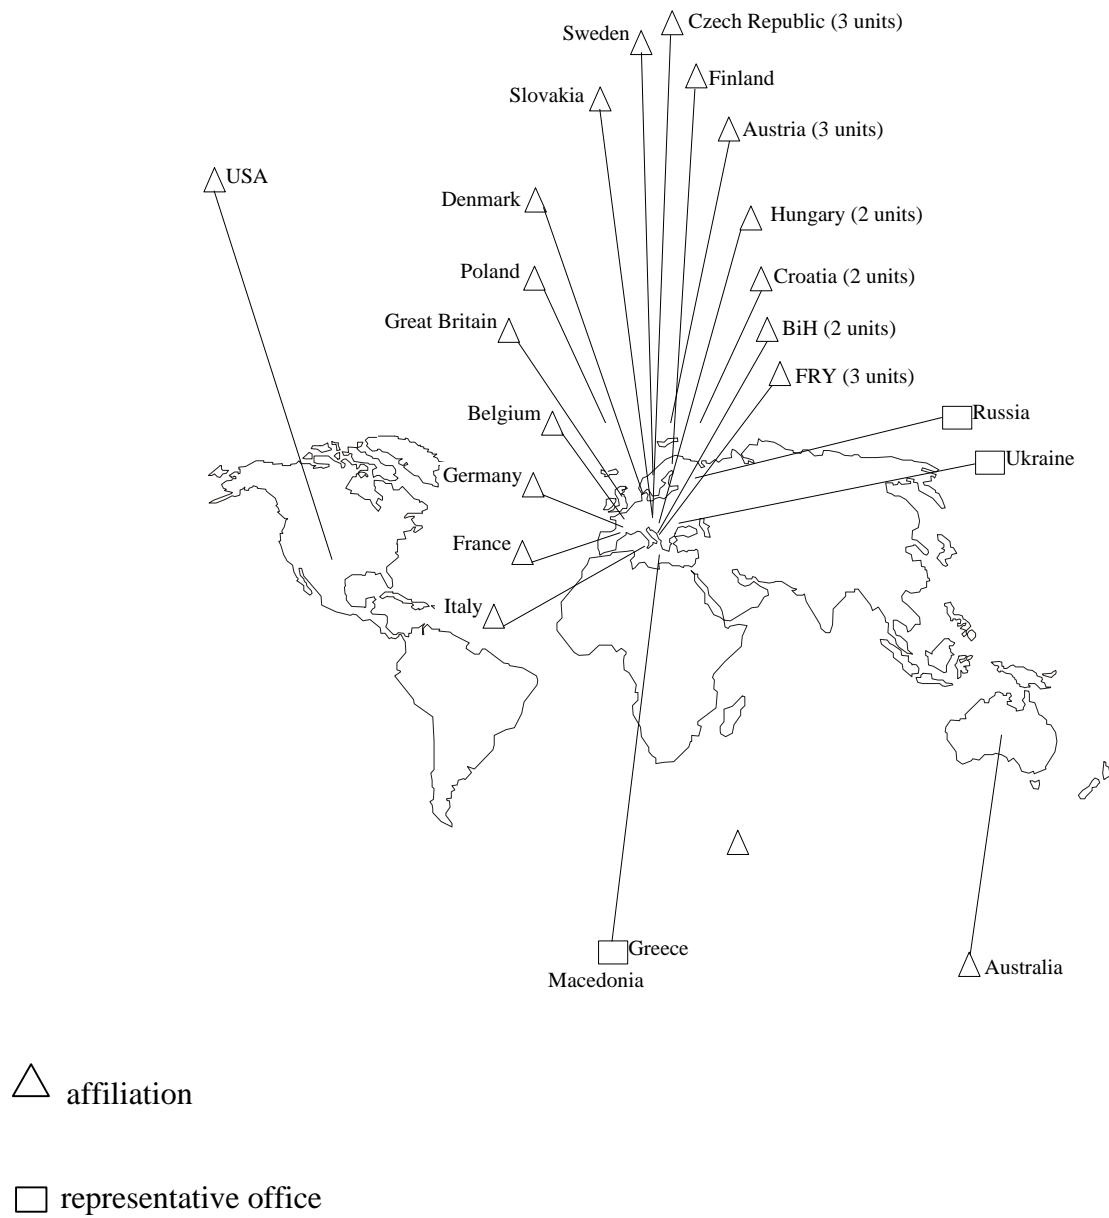 Czech Republic (3 units)
Sweden
Finland
Slovakia
Austria (3 units)
USA
Denmark
Hungary (2 units)
Poland
Croatia (2 units)
Great Britain
BiH (2 units)
FRY (3 units)
Belgium
Russia
Ukraine
Germany
France
Italy
Greece
Macedonia
Australia
affiliation
representative office